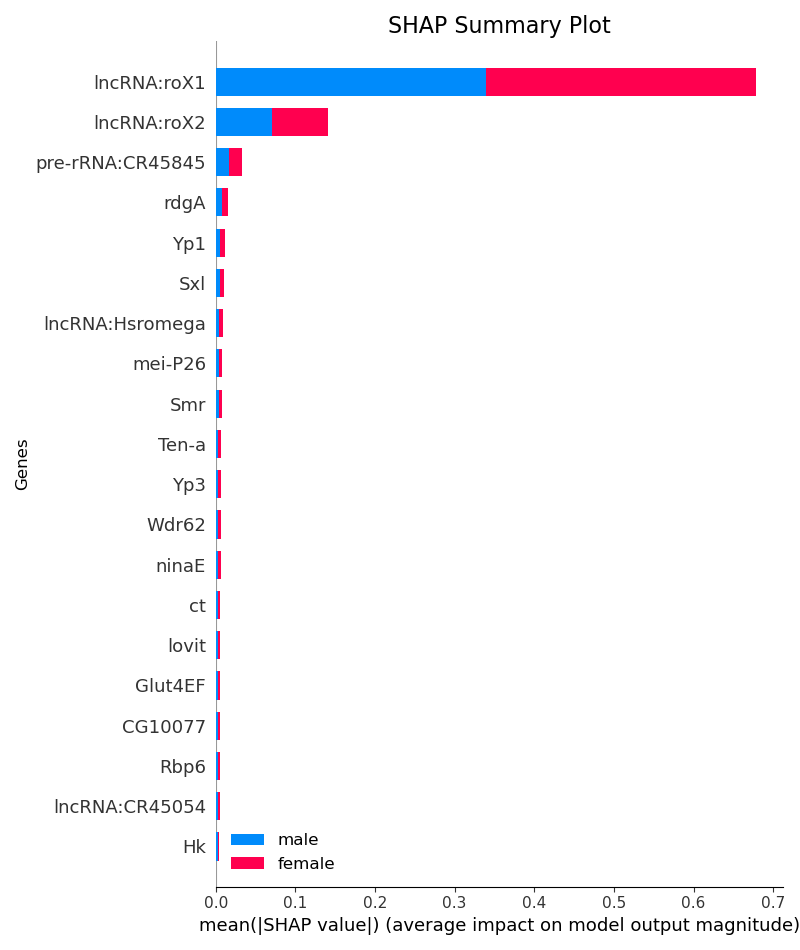 SHAP Summary Plot
lncRNA:roX1
lncRNA:roX2
pre-rRNA:CR45845
rdgA
Yp1
Sxl
lncRNA:Hsromega
mei-P26
Smr
Ten-a
Genes
Yp3
Wdr62
ninaE
ct
lovit
Glut4EF
CG10077
Rbp6
lncRNA:CR45054
Hk
male
female
0.0 0.1 0.2 0.3 0.4 0.5 0.6 0.7
mean(|SHAP value|) (average impact on model output magnitude)